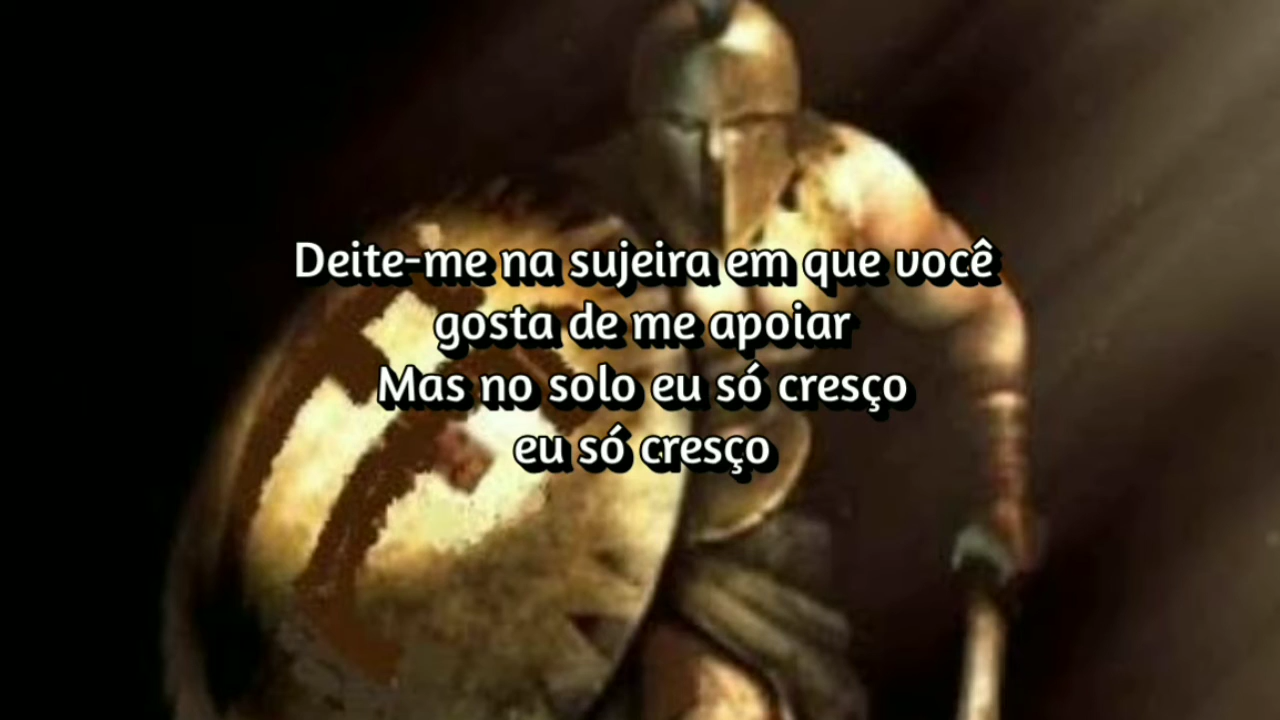 Deite-me na sujeira em que você
gosta de me apoiar
Mas no solo eu só cresço
eu só cresço